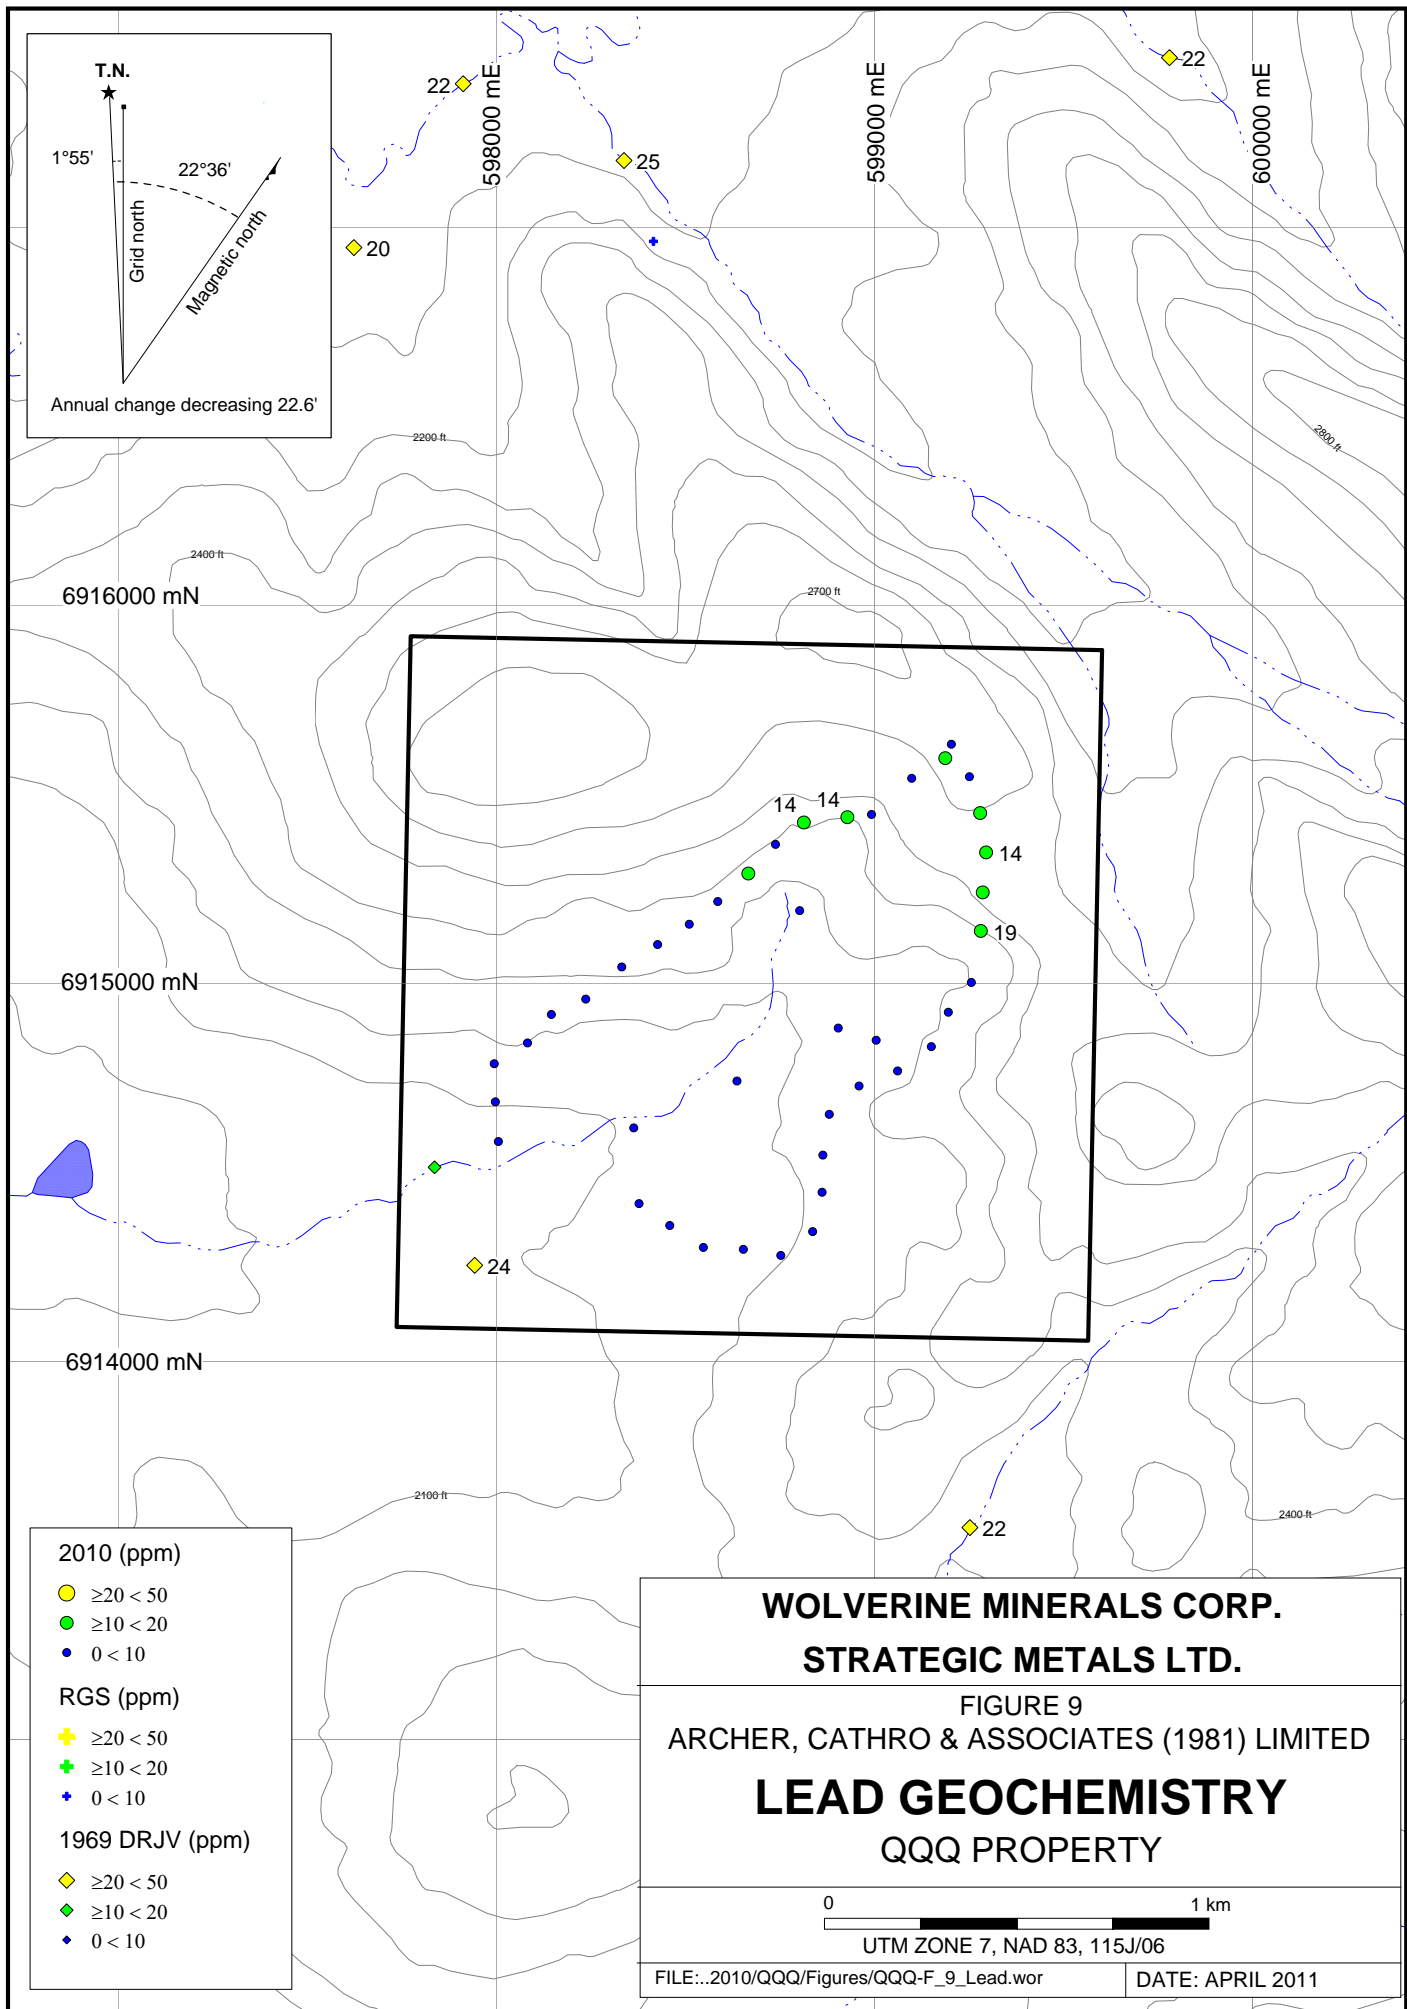 T.N.
1°55'
22°36'
Grid north
Magnetic north
Annual change decreasing 22.6'
22
598000 mE
25
599000 mE
22
600000 mE
20
2200 ft
2800 ft
2400 ft
2700 ft
6916000 mN
14
14
14
19
6915000 mN
24
6914000 mN
2100 ft
22
2400 ft
2010 (ppm)
≥20 < 50
≥10 < 20
0 < 10
RGS (ppm)
≥20 < 50
≥10 < 20
0 < 10
1969 DRJV (ppm)
≥20 < 50
≥10 < 20
0 < 10
WOLVERINE MINERALS CORP.
STRATEGIC METALS LTD.
FIGURE 9
ARCHER, CATHRO & ASSOCIATES (1981) LIMITED
LEAD GEOCHEMISTRY
QQQ PROPERTY
0 1 km
UTM ZONE 7, NAD 83, 115J/06
FILE:..2010/QQQ/Figures/QQQ-F_9_Lead.wor
DATE: APRIL 2011